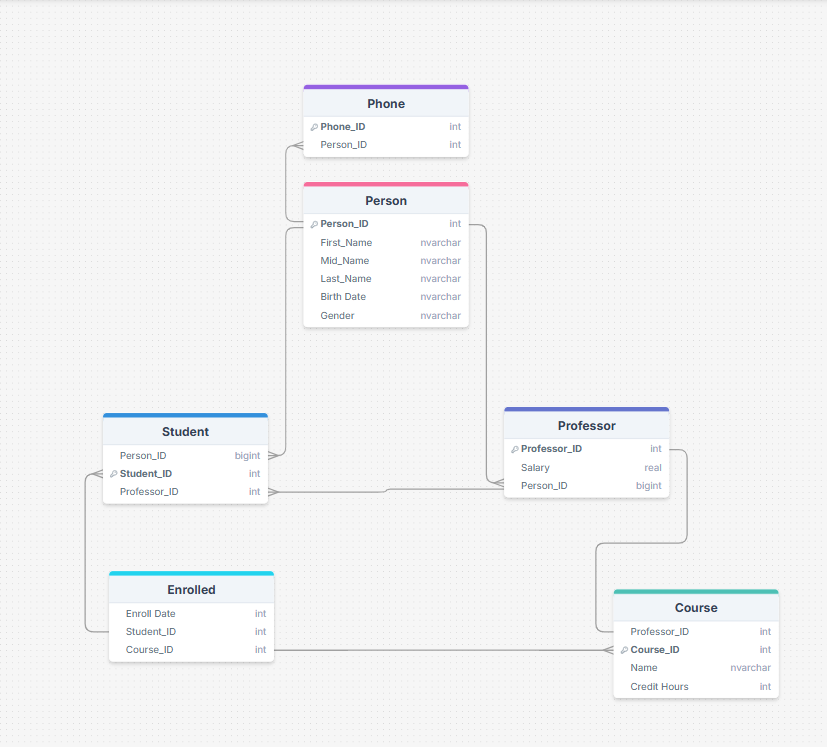 Phone
Phone_ID int
Person_ID int
Person
Person_ID int
First_Name nvarchar
Mid_Name nvarchar
Last_Name nvarchar
Birth Date nvarchar
Gender nvarchar
Student
Person_ID bigint
Student_ID int
Professor_ID int
Professor
Professor_ID int
Salary real
Person_ID bigint
Enrolled
Enroll Date int
Student_ID int
Course_ID int
Course
Professor_ID int
Course_ID int
Name nvarchar
Credit Hours int